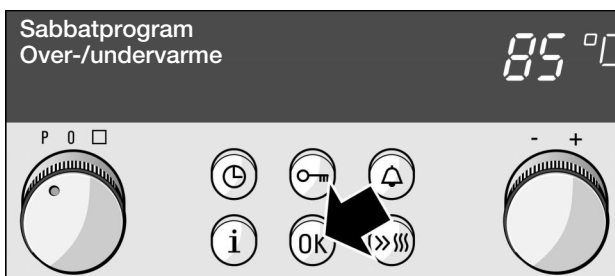 Sabbatprogram
Over-/undervarme
85 °C
P 0
- +
i
OK